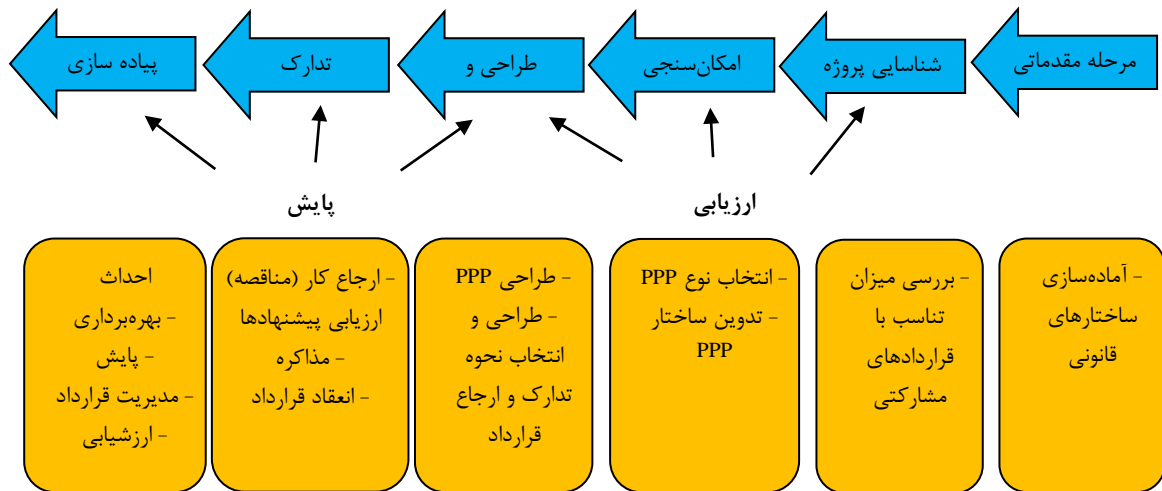 مرحله مقدماتی
شناسایی پروژه
امکان‌سنجی
طراحی و
تدارک
پیاده سازی
ارزیابی
پایش
- آماده‌سازی
ساختارهای
قانونی
- بررسی میزان
تناسب با
قراردادهای
مشارکتی
- انتخاب نوع PPP
- تدوین ساختار
PPP
- طراحی PPP
- طراحی و
انتخاب نحوه
تدارک و ارجاع
قرارداد
- ارجاع کار (مناقصه)
ارزیابی پیشنهادها
- مذاکره
- انعقاد قرارداد
احداث
- بهره‌برداری
- پایش
- مدیریت قرارداد
- ارزشیابی